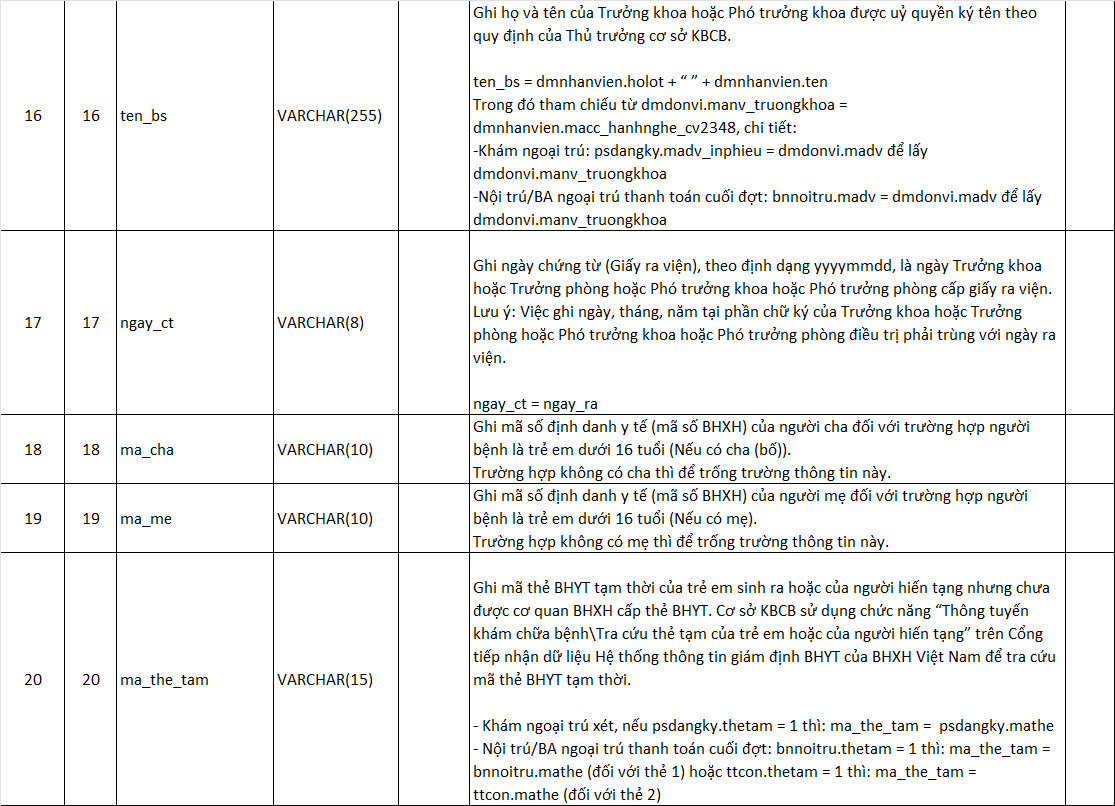 Ghi họ và tên của Trưởng khoa hoặc Phó trưởng khoa được uỷ quyền ký tên theo
quy định của Thủ trưởng cơ sở KBCB.
16 16 ten_bs VARCHAR(255)
ten_bs = dmnhanvien.holot + “ ” + dmnhanvien.ten
Trong đó tham chiếu từ dmdonvi.manv_truongkhoa =
dmnhanvien.macc_hanhnghe_cv2348, chi tiết:
-Khám ngoại trú: psdangky.madv_inphieu = dmdonvi.madv để lấy
dmdonvi.manv_truongkhoa
-Nội trú/BA ngoại trú thanh toán cuối đợt: bnnoitru.madv = dmdonvi.madv để lấy
dmdonvi.manv_truongkhoa
17 17 ngay_ct VARCHAR(8)
Ghi ngày chứng từ (Giấy ra viện), theo định dạng yyyymmdd, là ngày Trưởng khoa
hoặc Trưởng phòng hoặc Phó trưởng khoa hoặc Phó trưởng phòng cấp giấy ra viện.
Lưu ý: Việc ghi ngày, tháng, năm tại phần chữ ký của Trưởng khoa hoặc Trưởng
phòng hoặc Phó trưởng khoa hoặc Phó trưởng phòng điều trị phải trùng với ngày ra
viện.
ngay_ct = ngay_ra
18 18 ma_cha VARCHAR(10)
Ghi mã số định danh y tế (mã số BHXH) của người cha đối với trường hợp người
bệnh là trẻ em dưới 16 tuổi (Nếu có cha (bố)).
Trường hợp không có cha thì để trống trường thông tin này.
19 19 ma_me VARCHAR(10)
Ghi mã số định danh y tế (mã số BHXH) của người mẹ đối với trường hợp người
bệnh là trẻ em dưới 16 tuổi (Nếu có mẹ).
Trường hợp không có mẹ thì để trống trường thông tin này.
20 20 ma_the_tam VARCHAR(15)
Ghi mã thẻ BHYT tạm thời của trẻ em sinh ra hoặc của người hiến tạng nhưng chưa
được cơ quan BHXH cấp thẻ BHYT. Cơ sở KBCB sử dụng chức năng “Thông tuyến
khám chữa bệnh\Tra cứu thẻ tạm của trẻ em hoặc của người hiến tạng” trên Cổng
tiếp nhận dữ liệu Hệ thống thông tin giám định BHYT của BHXH Việt Nam để tra cứu
mã thẻ BHYT tạm thời.
- Khám ngoại trú xét, nếu psdangky.thetam = 1 thì: ma_the_tam = psdangky.mathe
- Nội trú/BA ngoại trú thanh toán cuối đợt: bnnoitru.thetam = 1 thì: ma_the_tam =
bnnoitru.mathe (đối với thẻ 1) hoặc ttcon.thetam = 1 thì: ma_the_tam =
ttcon.mathe (đối với thẻ 2)